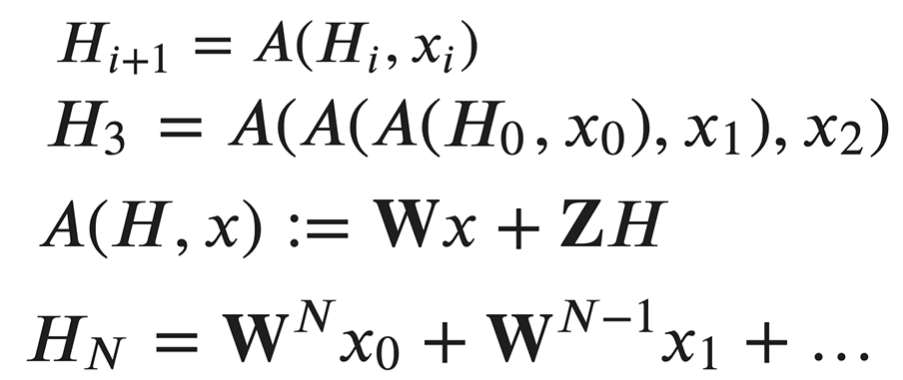 H_{i+1} = A(H_i, x_i)
H_3 = A(A(A(H_0, x_0), x_1), x_2)
A(H, x) := 𝐖x + 𝐙H
H_N = 𝐖^N x_0 + 𝐖^{N−1} x_1 + …